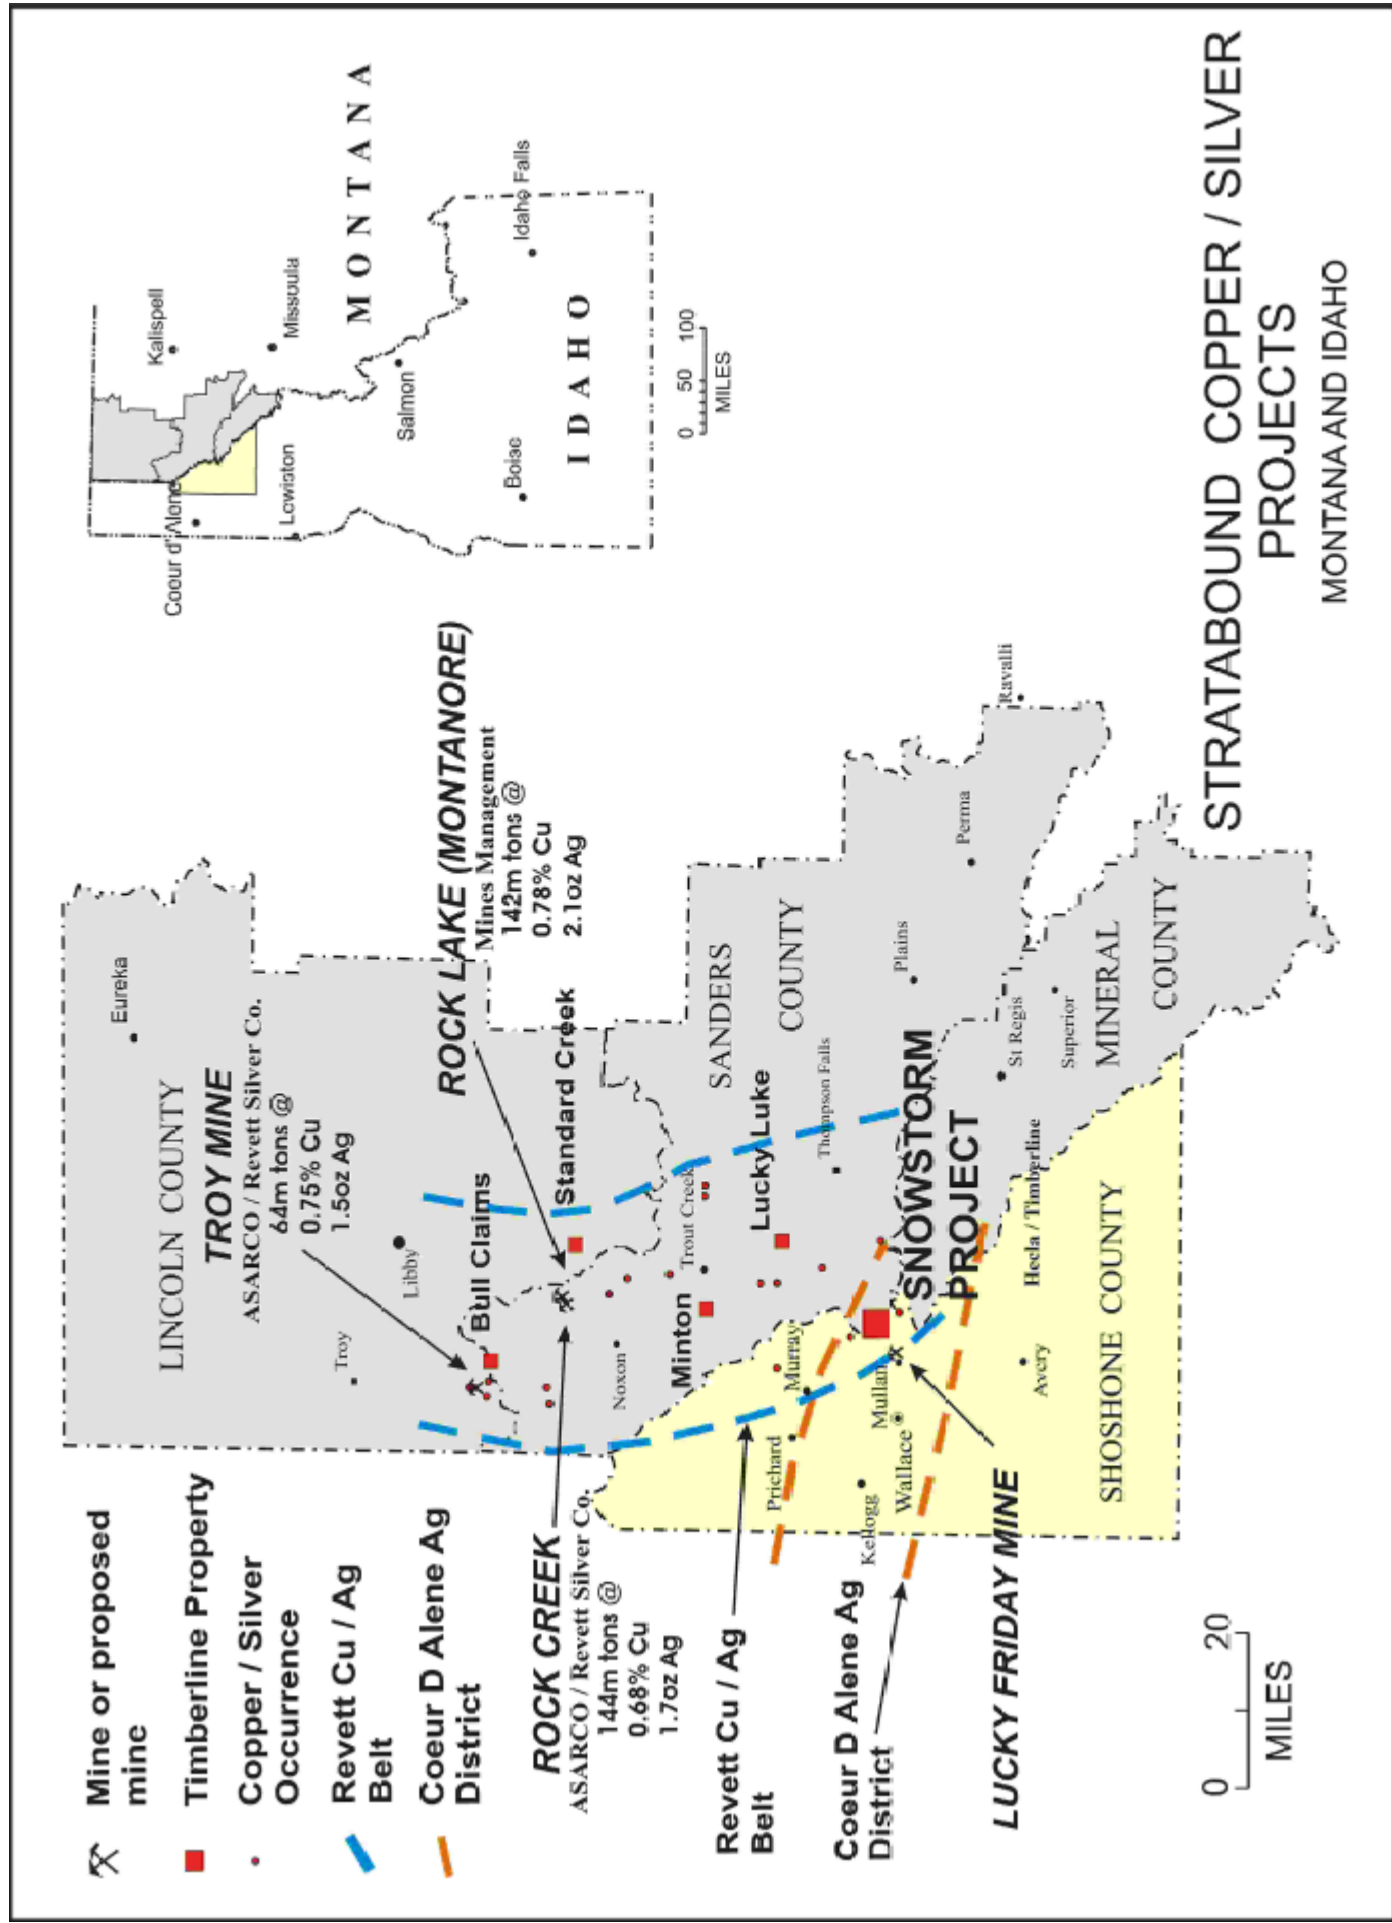 Mine or proposed
mine
Timberline Property
Copper / Silver
Occurrence
Revett Cu / Ag
Belt
Coeur D Alene Ag
District
LINCOLN COUNTY
Eureka
TROY MINE
ASARCO / Revett Silver Co.
64m tons @
0.75% Cu
1.5oz Ag
Troy
Libby
Bull Claims
ROCK LAKE (MONTANORE)
Mines Management
142m tons @
0.78% Cu
2.1oz Ag
Standard Creek
ROCK CREEK
ASARCO / Revett Silver Co.
144m tons @
0.68% Cu
1.7oz Ag
Noxon
Minton
Trout Creek
SANDERS
COUNTY
Lucky Luke
Thompson Falls
Plains
Perma
Ravalli
Revett Cu / Ag
Belt
Prichard
Murray
Coeur D Alene Ag
District
Kellogg
Wallace
Mullan
SNOWSTORM
PROJECT
Hecla / Timberline
St Regis
Superior
MINERAL
COUNTY
LUCKY FRIDAY MINE
Avery
SHOSHONE COUNTY
0 20
MILES
Kalispell
Missoula
MONTANA
Coour d'Alone
Lowiston
Salmon
Boise
Idaho Falls
IDAHO
0 50 100
MILES
STRATABOUND COPPER / SILVER
PROJECTS
MONTANA AND IDAHO